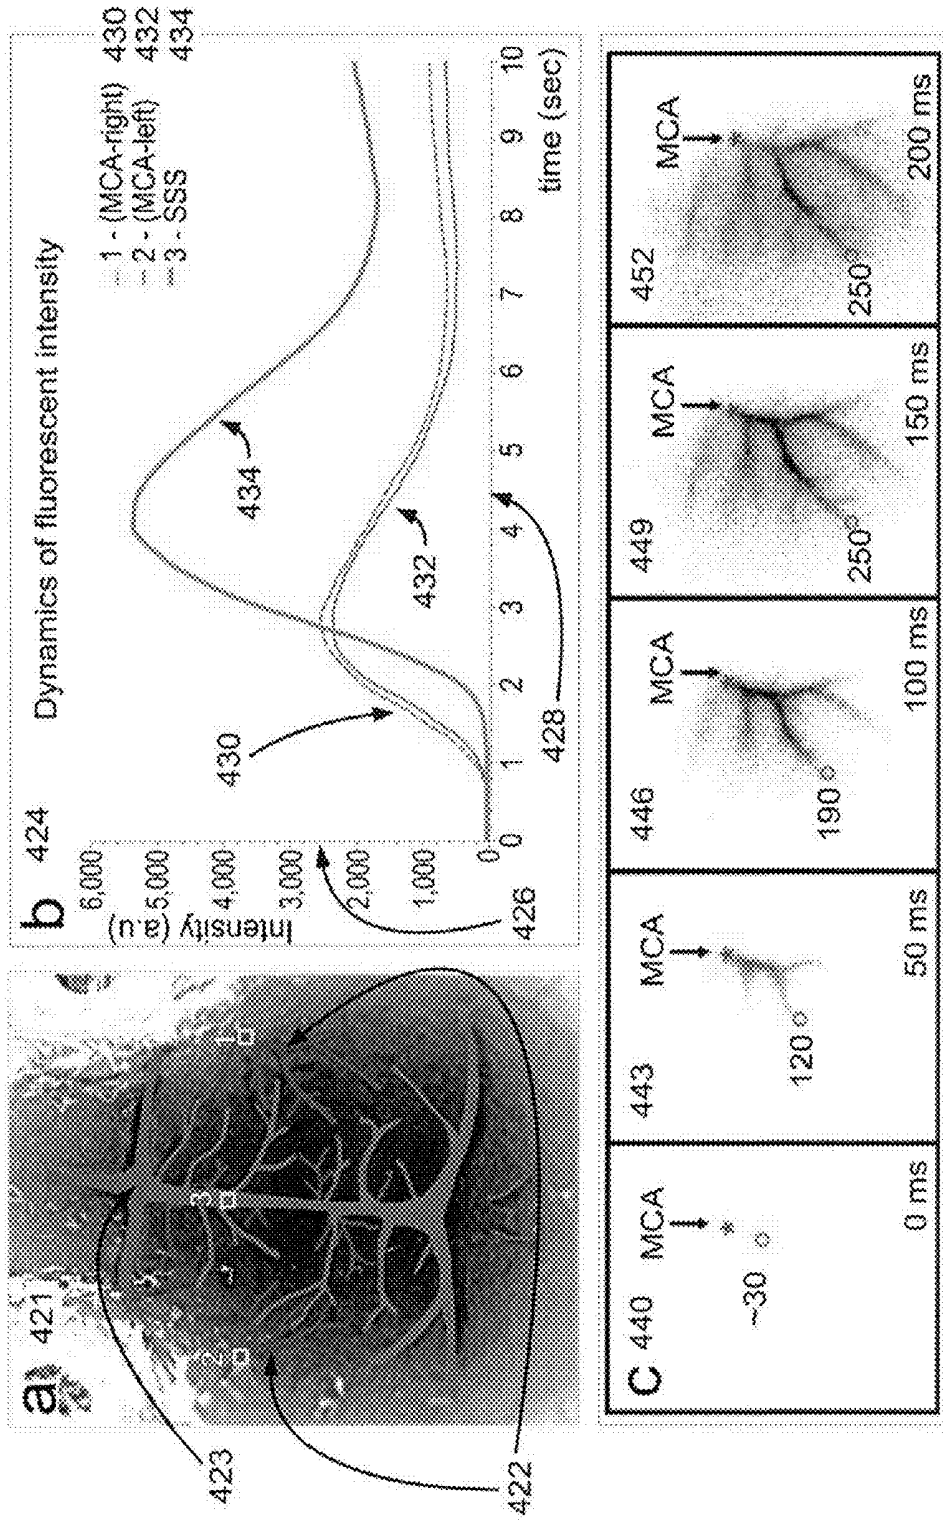 a
421
1
2
3
423
422
b
424
Dynamics of fluorescent intensity
1 - (MCA-right) 430
2 - (MCA-left) 432
3 - SSS 434
Intensity (a.u)
6,000
5,000
4,000
3,000
2,000
1,000
0
0 1 2 3 4 5 6 7 8 9 10
time (sec)
430
434
432
426
428
C
440
MCA
~30
0 ms
443
MCA
120
50 ms
446
MCA
190
100 ms
449
MCA
250
150 ms
452
MCA
250
200 ms